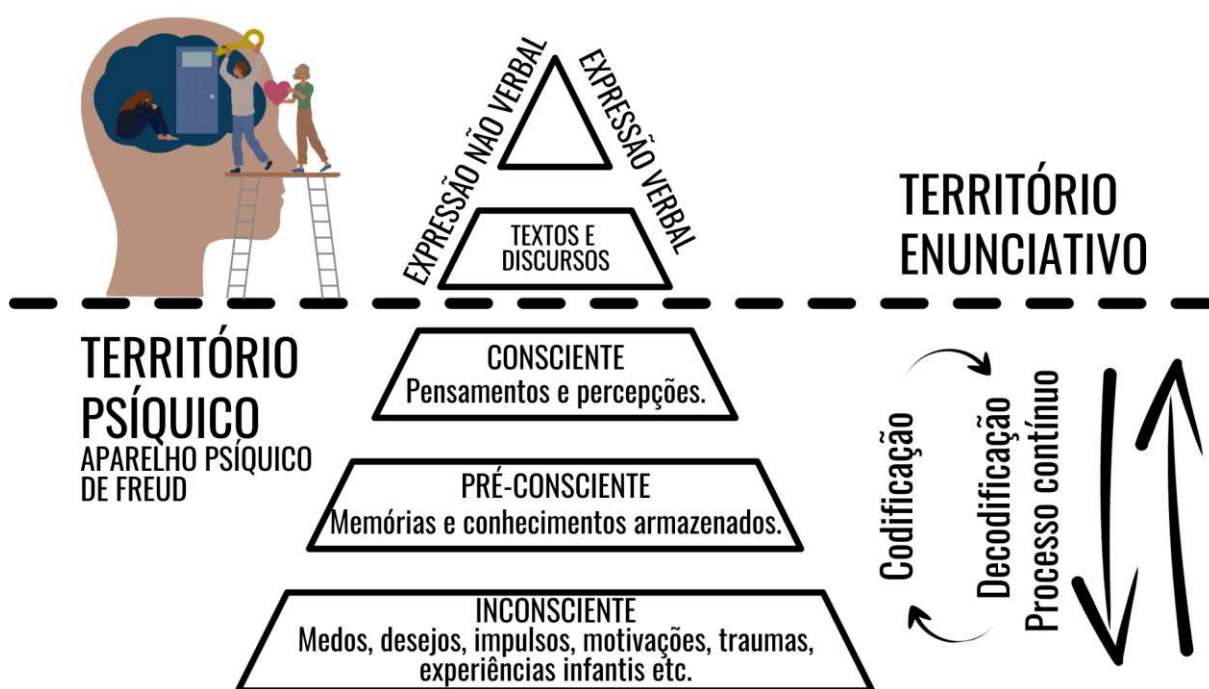 EXPRESSÃO NÃO VERBAL
EXPRESSÃO VERBAL
TEXTOS E
DISCURSOS
TERRITÓRIO
ENUNCIATIVO
TERRITÓRIO
PSÍQUICO
APARELHO PSÍQUICO
DE FREUD
CONSCIENTE
Pensamentos e percepções.
PRÉ-CONSCIENTE
Memórias e conhecimentos armazenados.
INCONSCIENTE
Medos, desejos, impulsos, motivações, traumas,
experiências infantis etc.
Codificação
Decodificação
Processo contínuo